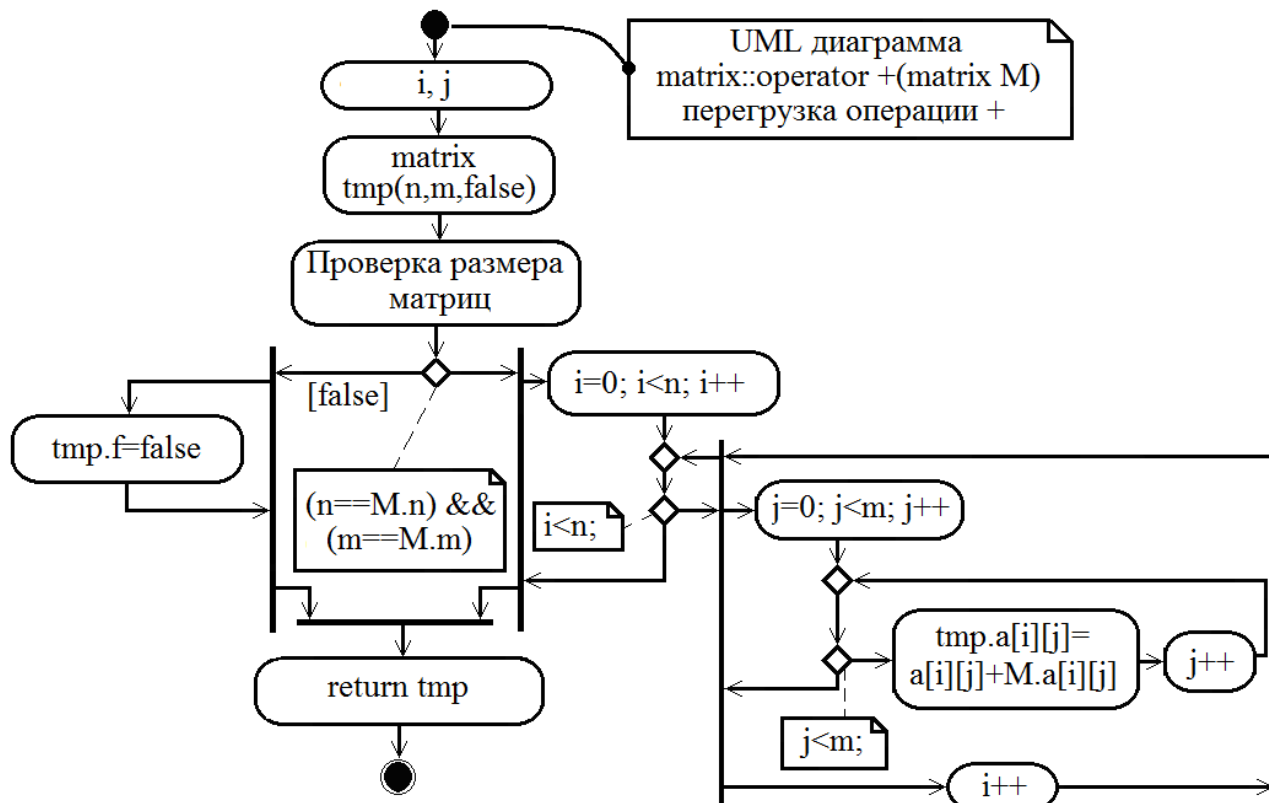 UML диаграмма
matrix::operator +(matrix M)
перегрузка операции +
i, j
matrix
tmp(n,m,false)
Проверка размера
матриц
[false]
tmp.f=false
(n==M.n) &&
(m==M.m)
i=0; i<n; i++
i<n;
j=0; j<m; j++
tmp.a[i][j]=
a[i][j]+M.a[i][j]
j++
j<m;
i++
return tmp